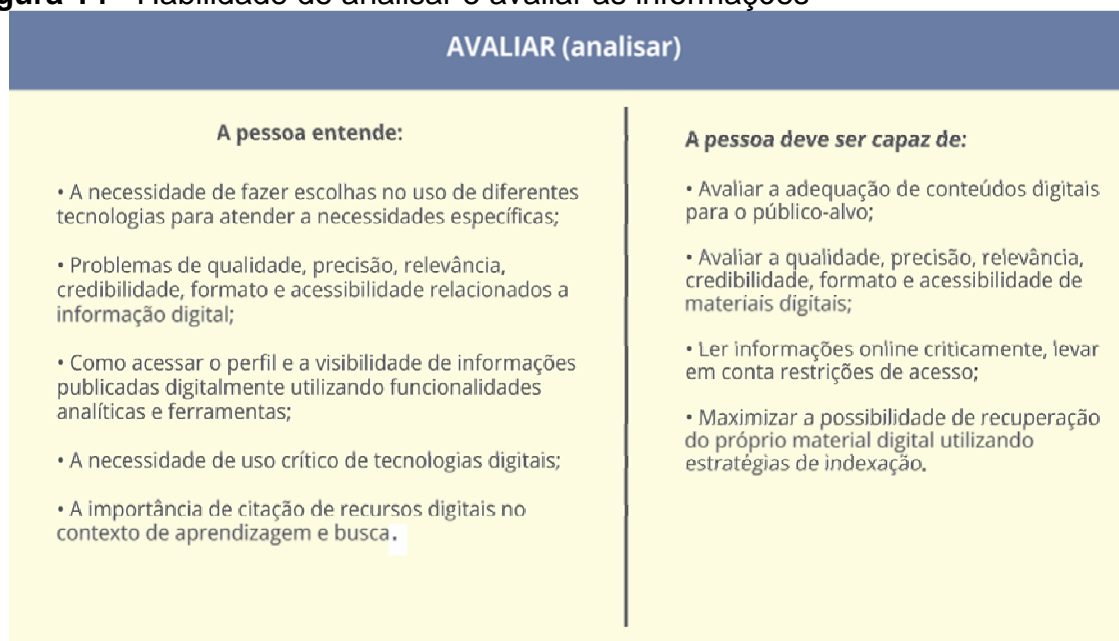 gura 11 - Habilidade de analisar e avaliar as informações
AVALIAR (analisar)
A pessoa entende:
• A necessidade de fazer escolhas no uso de diferentes
tecnologias para atender a necessidades específicas;
• Problemas de qualidade, precisão, relevância,
credibilidade, formato e acessibilidade relacionados a
informação digital;
• Como acessar o perfil e a visibilidade de informações
publicadas digitalmente utilizando funcionalidades
analíticas e ferramentas;
• A necessidade de uso crítico de tecnologias digitais;
• A importância de citação de recursos digitais no
contexto de aprendizagem e busca.
A pessoa deve ser capaz de:
• Avaliar a adequação de conteúdos digitais
para o público-alvo;
• Avaliar a qualidade, precisão, relevância,
credibilidade, formato e acessibilidade de
materiais digitais;
• Ler informações online criticamente, levar
em conta restrições de acesso;
• Maximizar a possibilidade de recuperação
do próprio material digital utilizando
estratégias de indexação.